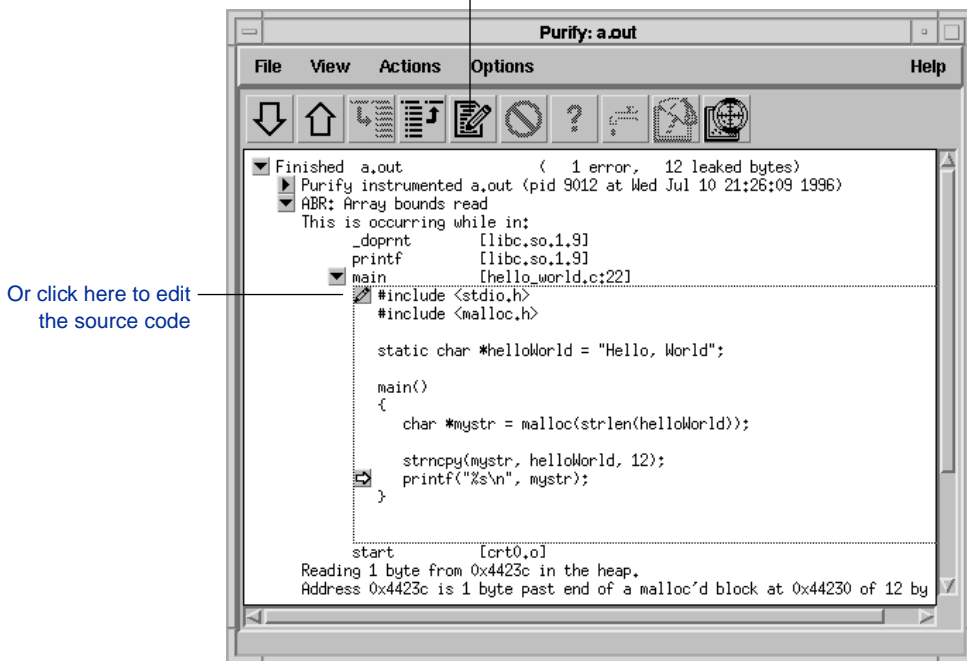 Purify: a.out
File View Actions Options Help
Finished a.out ( 1 error, 12 leaked bytes)
Purify instrumented a.out (pid 9012 at Wed Jul 10 21:26:09 1996)
ABR: Array bounds read
This is occurring while in:
_doprnt [libc.so.1.9]
printf [libc.so.1.9]
main [hello_world.c:22]
Or click here to edit
the source code
#include <stdio.h>
#include <malloc.h>
static char *helloWorld = "Hello, World";
main()
{
char *mystr = malloc(strlen(helloWorld));
strncpy(mystr, helloWorld, 12);
printf("%s\n", mystr);
}
start [crt0.o]
Reading 1 byte from 0x4423c in the heap.
Address 0x4423c is 1 byte past end of a malloc'd block at 0x44230 of 12 by